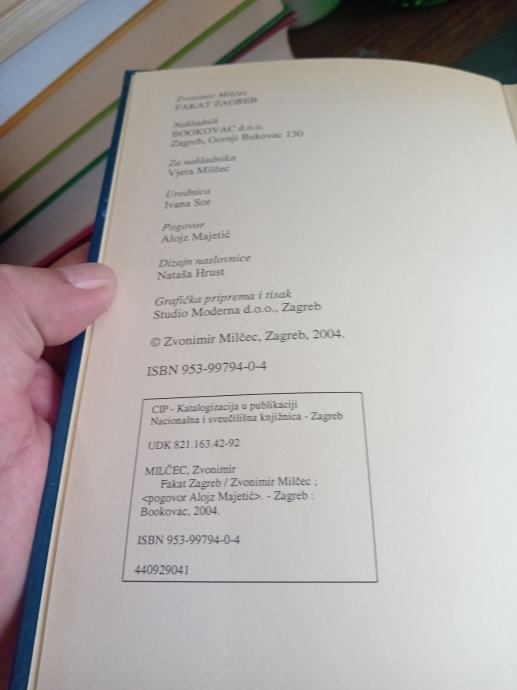 Zvonimir Milčec
FAKAT ZAGREB
Nakladnik
BOOKOVAC d.o.o.
Zagreb, Gornji Bukovac 130
Za nakladnika
Vjera Milčec
Urednica
Ivana Sor
Pogovor
Alojz Majetić
Dizajn naslovnice
Nataša Hrust
Grafička priprema i tisak
Studio Moderna d.o.o., Zagreb
© Zvonimir Milčec, Zagreb, 2004.
ISBN 953-99794-0-4
CIP - Katalogizacija u publikaciji
Nacionalna i sveučilišna knjižnica - Zagreb
UDK 821.163.42-92
MILČEC, Zvonimir
Fakat Zagreb / Zvonimir Milčec ;
<pogovor Alojz Majetić>. - Zagreb :
Bookovac, 2004.
ISBN 953-99794-0-4
440929041